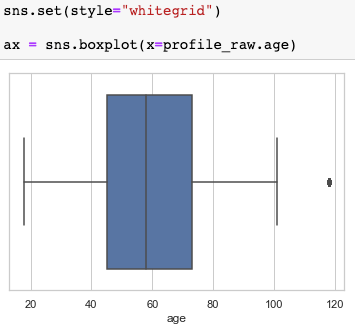 sns.set(style="whitegrid")
ax = sns.boxplot(x=profile_raw.age)
20 40 60 80 100 120
age